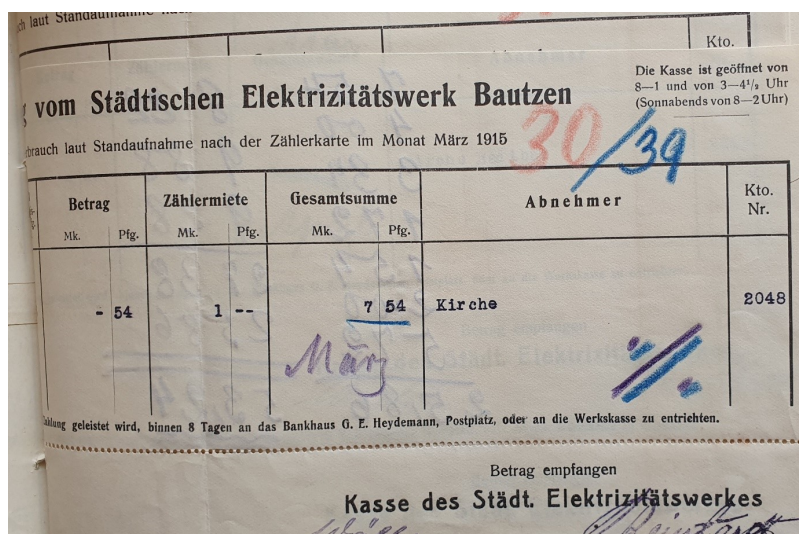 ch laut Standaufnahme nach
Kto.
Die Kasse ist geöffnet von
8—1 und von 3—4½ Uhr
(Sonnabends von 8—2 Uhr)
g vom Städtischen Elektrizitätswerk Bautzen
brauch laut Standaufnahme nach der Zählerkarte im Monat März 1915
30/39
Betrag Zählermiete Gesamtsumme Abnehmer Kto. Nr.
Mk. Pfg. Mk. Pfg. Mk. Pfg.
- 54 1 -- 7 54 Kirche 2048
März
Zahlung geleistet wird, binnen 8 Tagen an das Bankhaus G. E. Heydemann, Postplatz, oder an die Werkskasse zu entrichten.
Betrag empfangen
Kasse des Städt. Elektrizitätswerkes